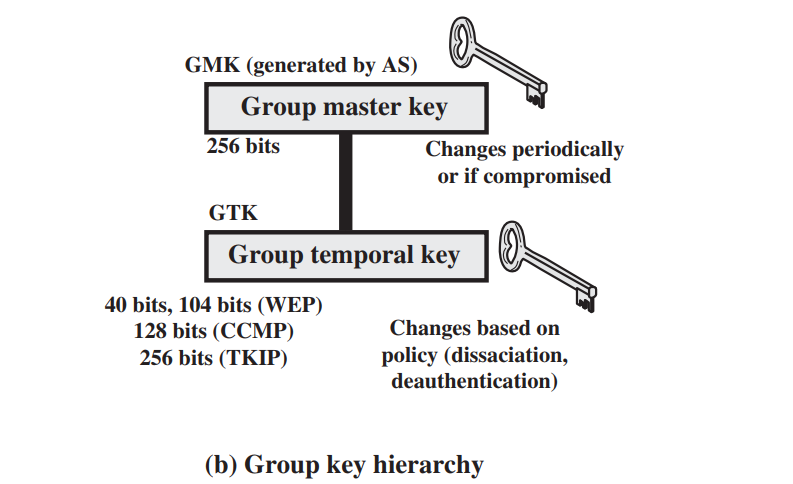 GMK (generated by AS)
Group master key
256 bits
Changes periodically
or if compromised
GTK
Group temporal key
40 bits, 104 bits (WEP)
128 bits (CCMP)
256 bits (TKIP)
Changes based on
policy (dissaciation,
deauthentication)
(b) Group key hierarchy